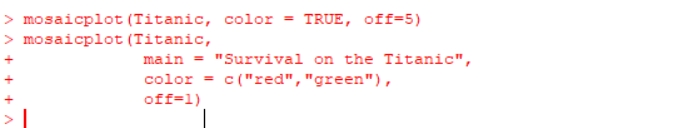 > mosaicplot(Titanic, color = TRUE, off=5)
> mosaicplot(Titanic,
+ main = "Survival on the Titanic",
+ color = c("red","green"),
+ off=1)
>